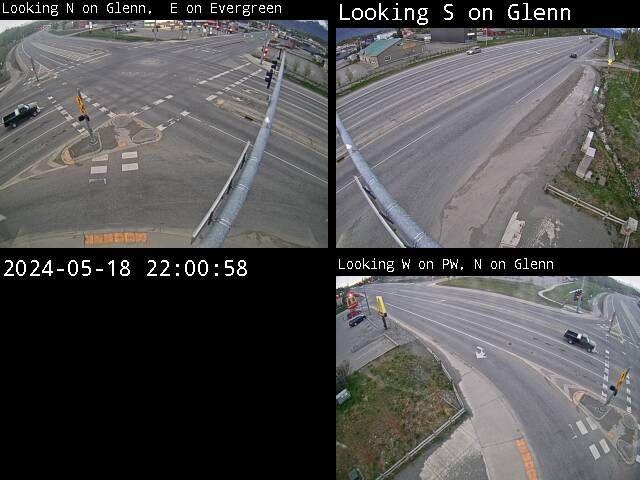 Looking N on Glenn,  E on Evergreen
Looking S on Glenn
2024-05-18 22:00:58
Looking W on PW, N on Glenn